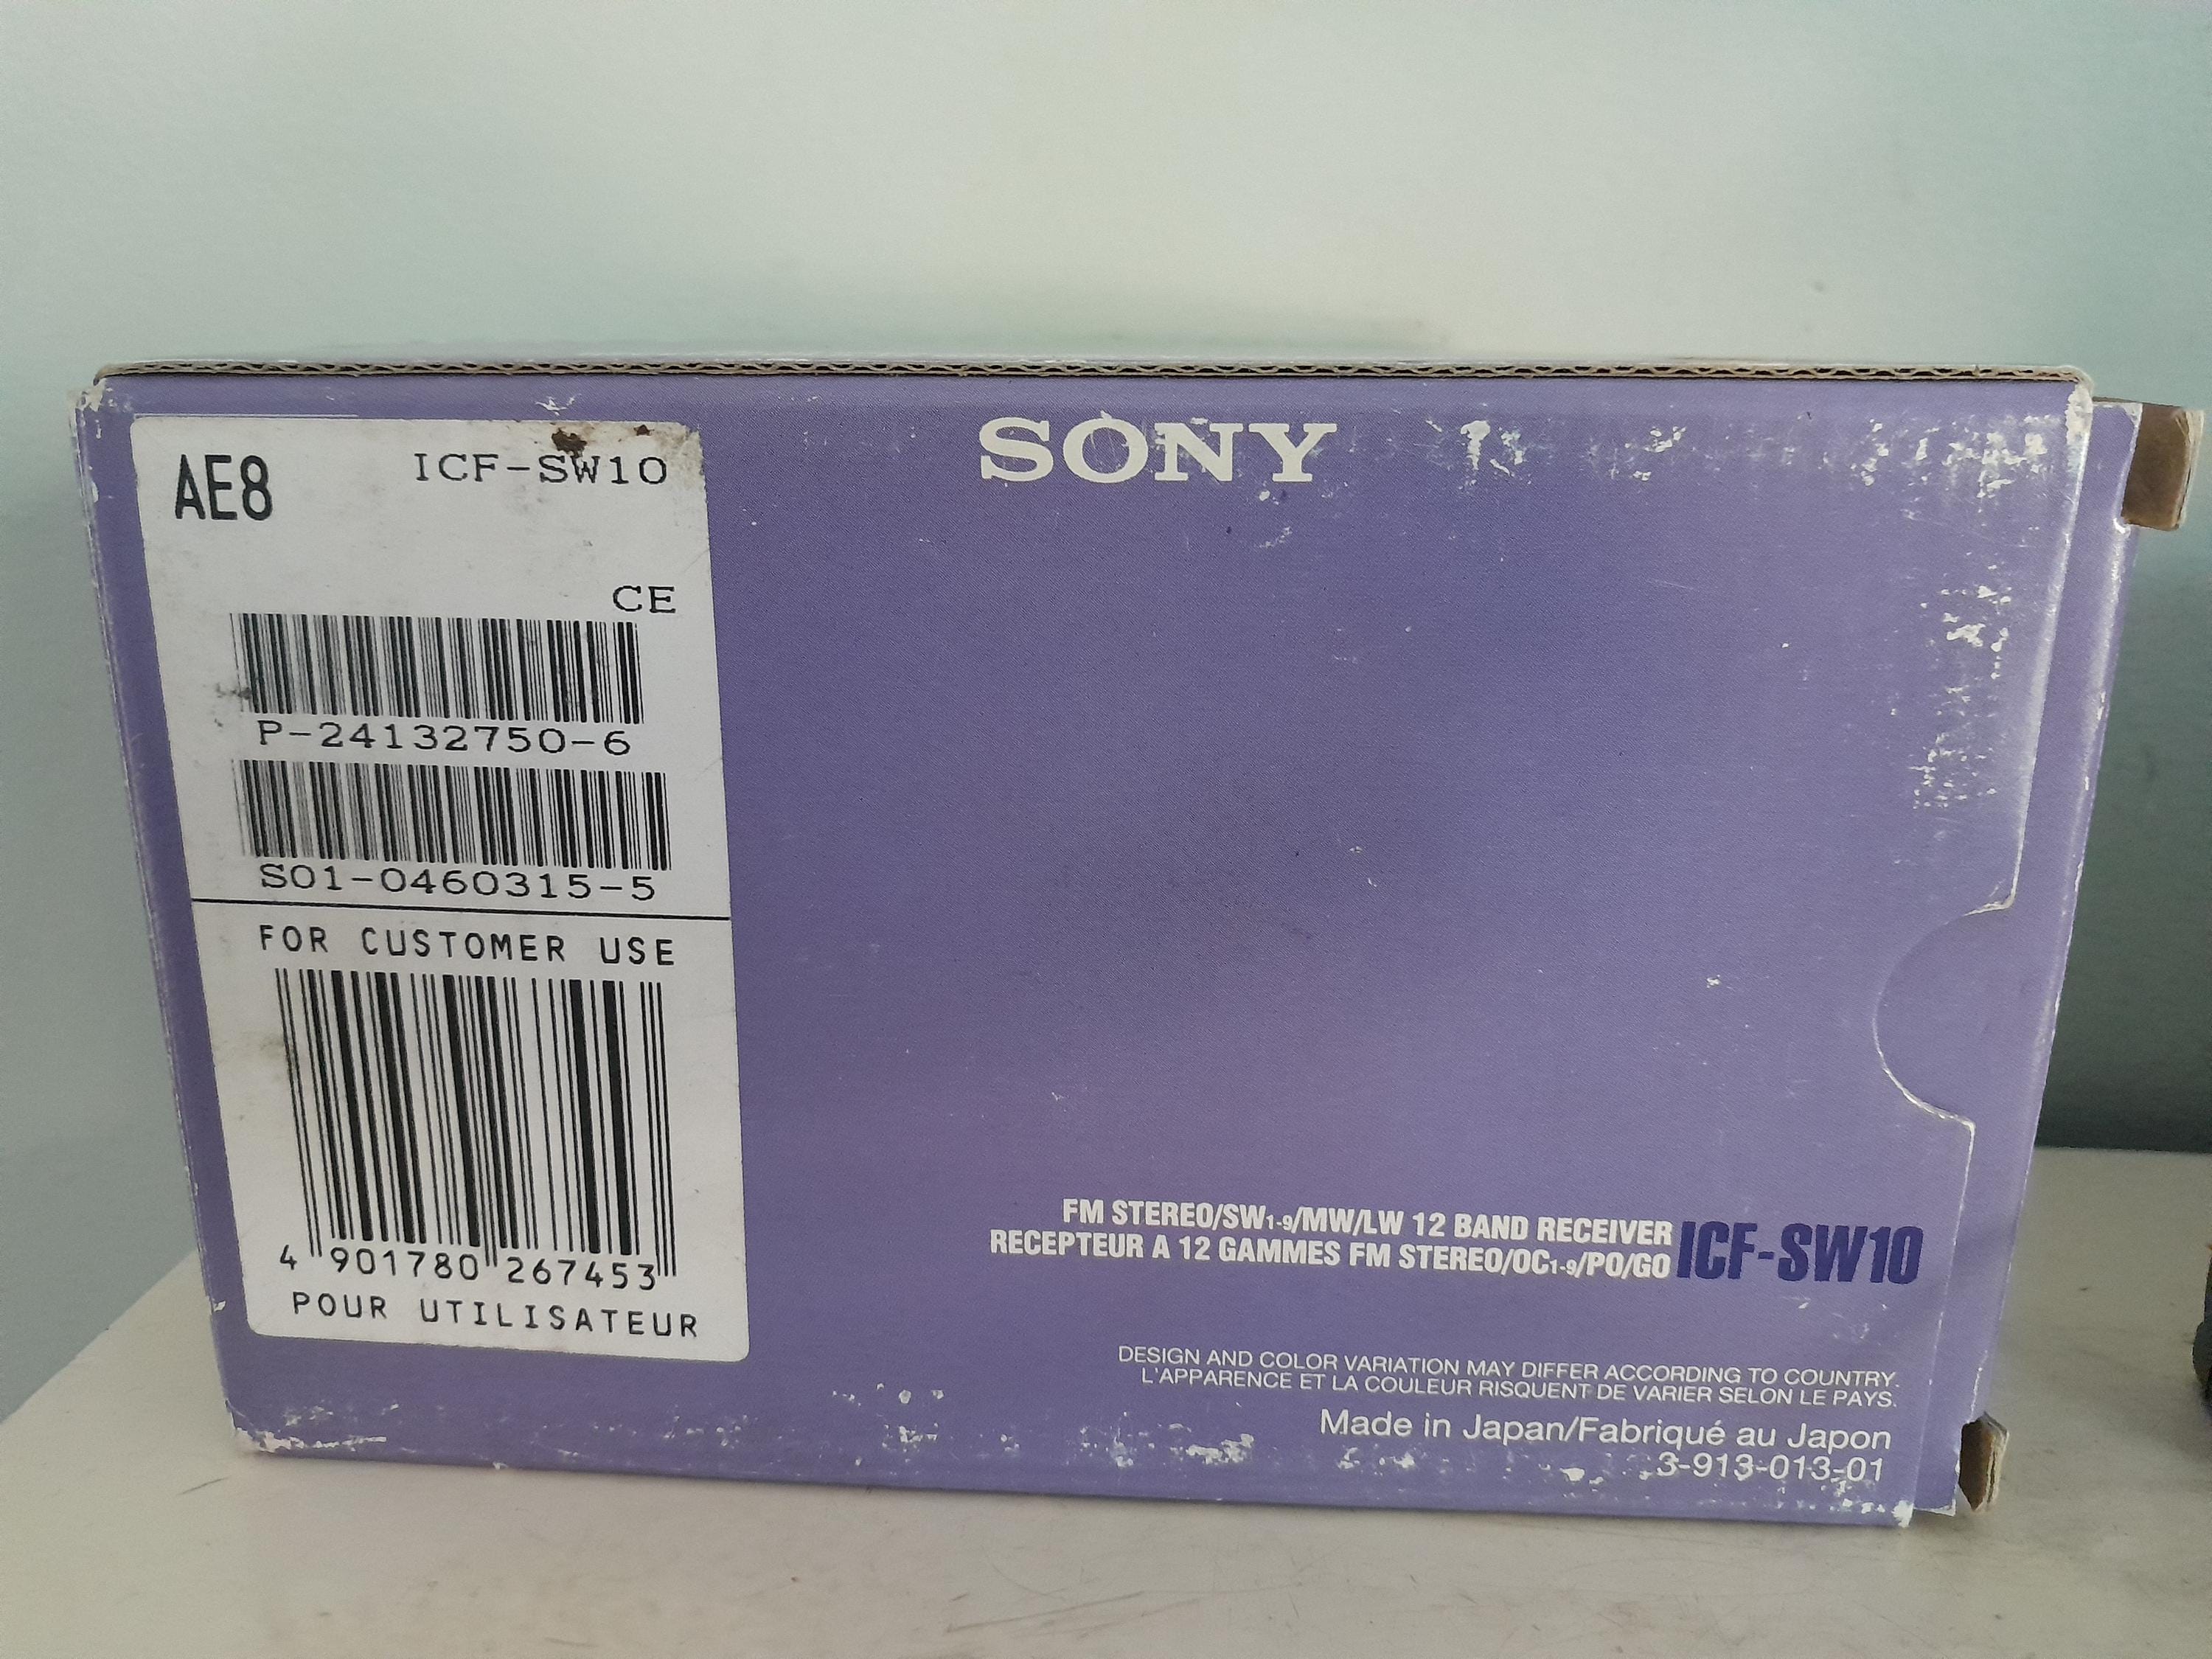 AE8
ICF-SW10
CE
P-24132750-6
S01-0460315-5
FOR CUSTOMER USE
4 901780 267453
POUR UTILISATEUR
SONY
FM STEREO/SW1-9/MW/LW 12 BAND RECEIVER
RECEPTEUR A 12 GAMMES FM STEREO/OC1-9/PO/GO
ICF-SW10
DESIGN AND COLOR VARIATION MAY DIFFER ACCORDING TO COUNTRY.
L'APPARENCE ET LA COULEUR RISQUENT DE VARIER SELON LE PAYS.
Made in Japan/Fabriqué au Japon
3-913-013-01